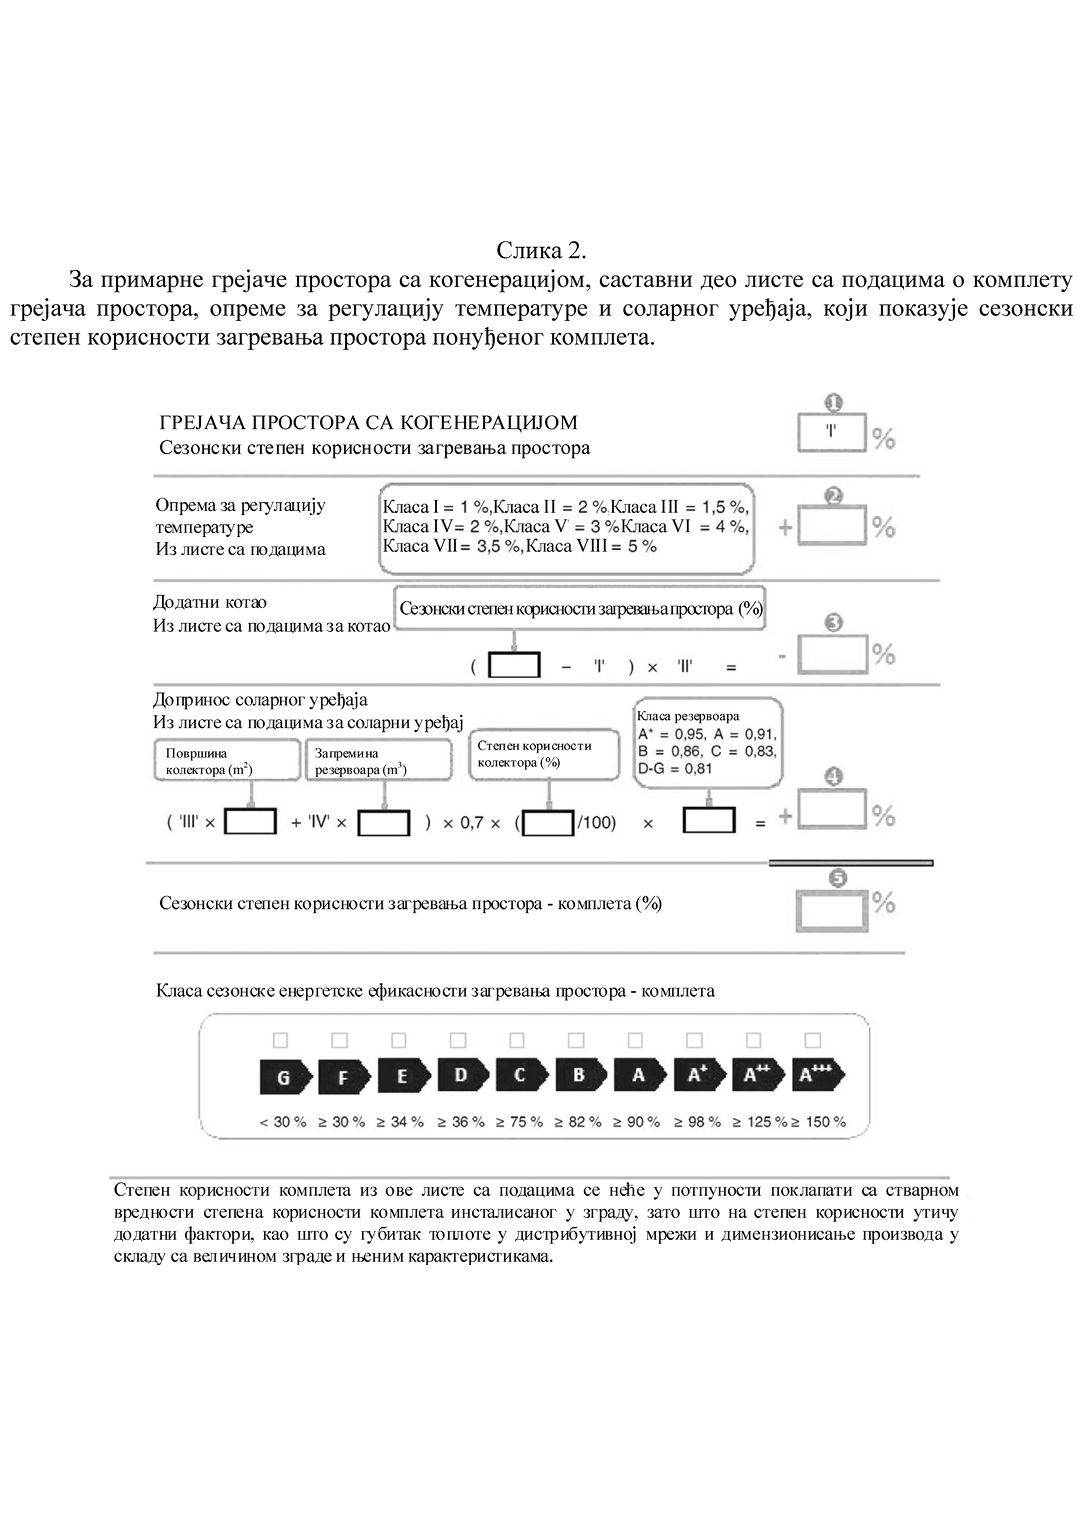 Слика 2.
За примарне грејаче простора са когенерацијом, саставни део листе са подацима о комплету
грејача простора, опреме за регулацију температуре и соларног уређаја, који показује сезонски
степен корисности загревања простора понуђеног комплета.
❶
ГРЕЈАЧА ПРОСТОРА СА КОГЕНЕРАЦИЈОМ
Сезонски степен корисности загревања простора
'I' %
Опрема за регулацију
температуре
Из листе са подацима
Класа I = 1 %, Класа II = 2 %, Класа III = 1,5 %,
Класа IV = 2 %, Класа V = 3 % Класа VI = 4 %,
Класа VII = 3,5 %, Класа VIII = 5 %
❷
+ %
Додатни котао
Из листе са подацима за котао
Сезонски степен корисности загревања простора (%)
❸
( – 'I' ) × 'II' = - %
Допринос соларног уређаја
Из листе са подацима за соларни уређај
Површина
колектора (m²)
Запремина
резервоара (m³)
Степен корисности
колектора (%)
Класа резервоара
A* = 0,95, A = 0,91,
B = 0,86, C = 0,83,
D-G = 0,81
❹
( 'III' × + 'IV' × ) × 0,7 × ( /100) × = + %
❺
Сезонски степен корисности загревања простора - комплета (%)
%
Класа сезонске енергетске ефикасности загревања простора - комплета
G F E D C B A A⁺ A⁺⁺ A⁺⁺⁺
< 30 % ≥ 30 % ≥ 34 % ≥ 36 % ≥ 75 % ≥ 82 % ≥ 90 % ≥ 98 % ≥ 125 % ≥ 150 %
Степен корисности комплета из ове листе са подацима се неће у потпуности поклапати са стварном
вредности степена корисности комплета инсталисаног у зграду, зато што на степен корисности утичу
додатни фактори, као што су губитак топлоте у дистрибутивној мрежи и димензионисање производа у
складу са величином зграде и њеним карактеристикама.